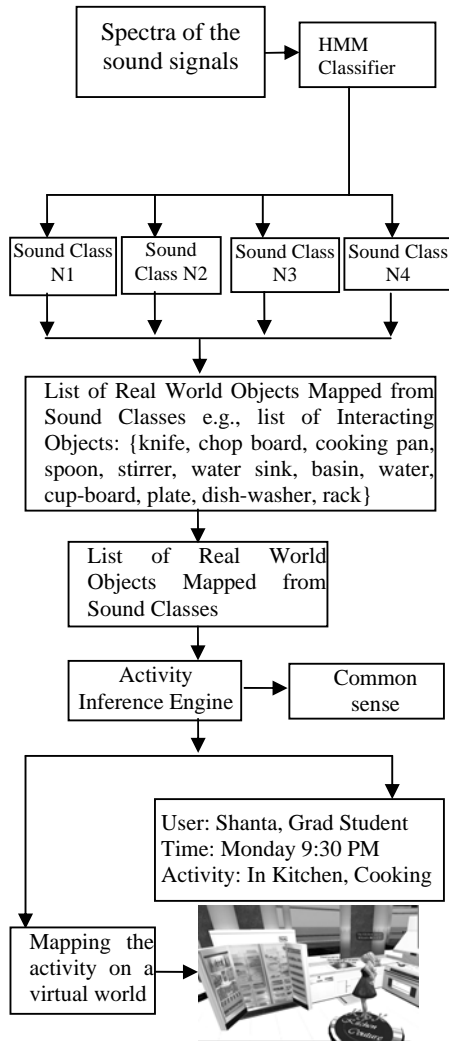 Spectra of the
sound signals
HMM
Classifier
Sound Class
N1
Sound
Class N2
Sound Class
N3
Sound Class
N4
List of Real World Objects Mapped from
Sound Classes e.g., list of Interacting
Objects: {knife, chop board, cooking pan,
spoon, stirrer, water sink, basin, water,
cup-board, plate, dish-washer, rack}
List of Real World
Objects Mapped from
Sound Classes
Activity
Inference Engine
Common
sense
User: Shanta, Grad Student
Time: Monday 9:30 PM
Activity: In Kitchen, Cooking
Mapping the
activity on a
virtual world
Kitchen
Couture